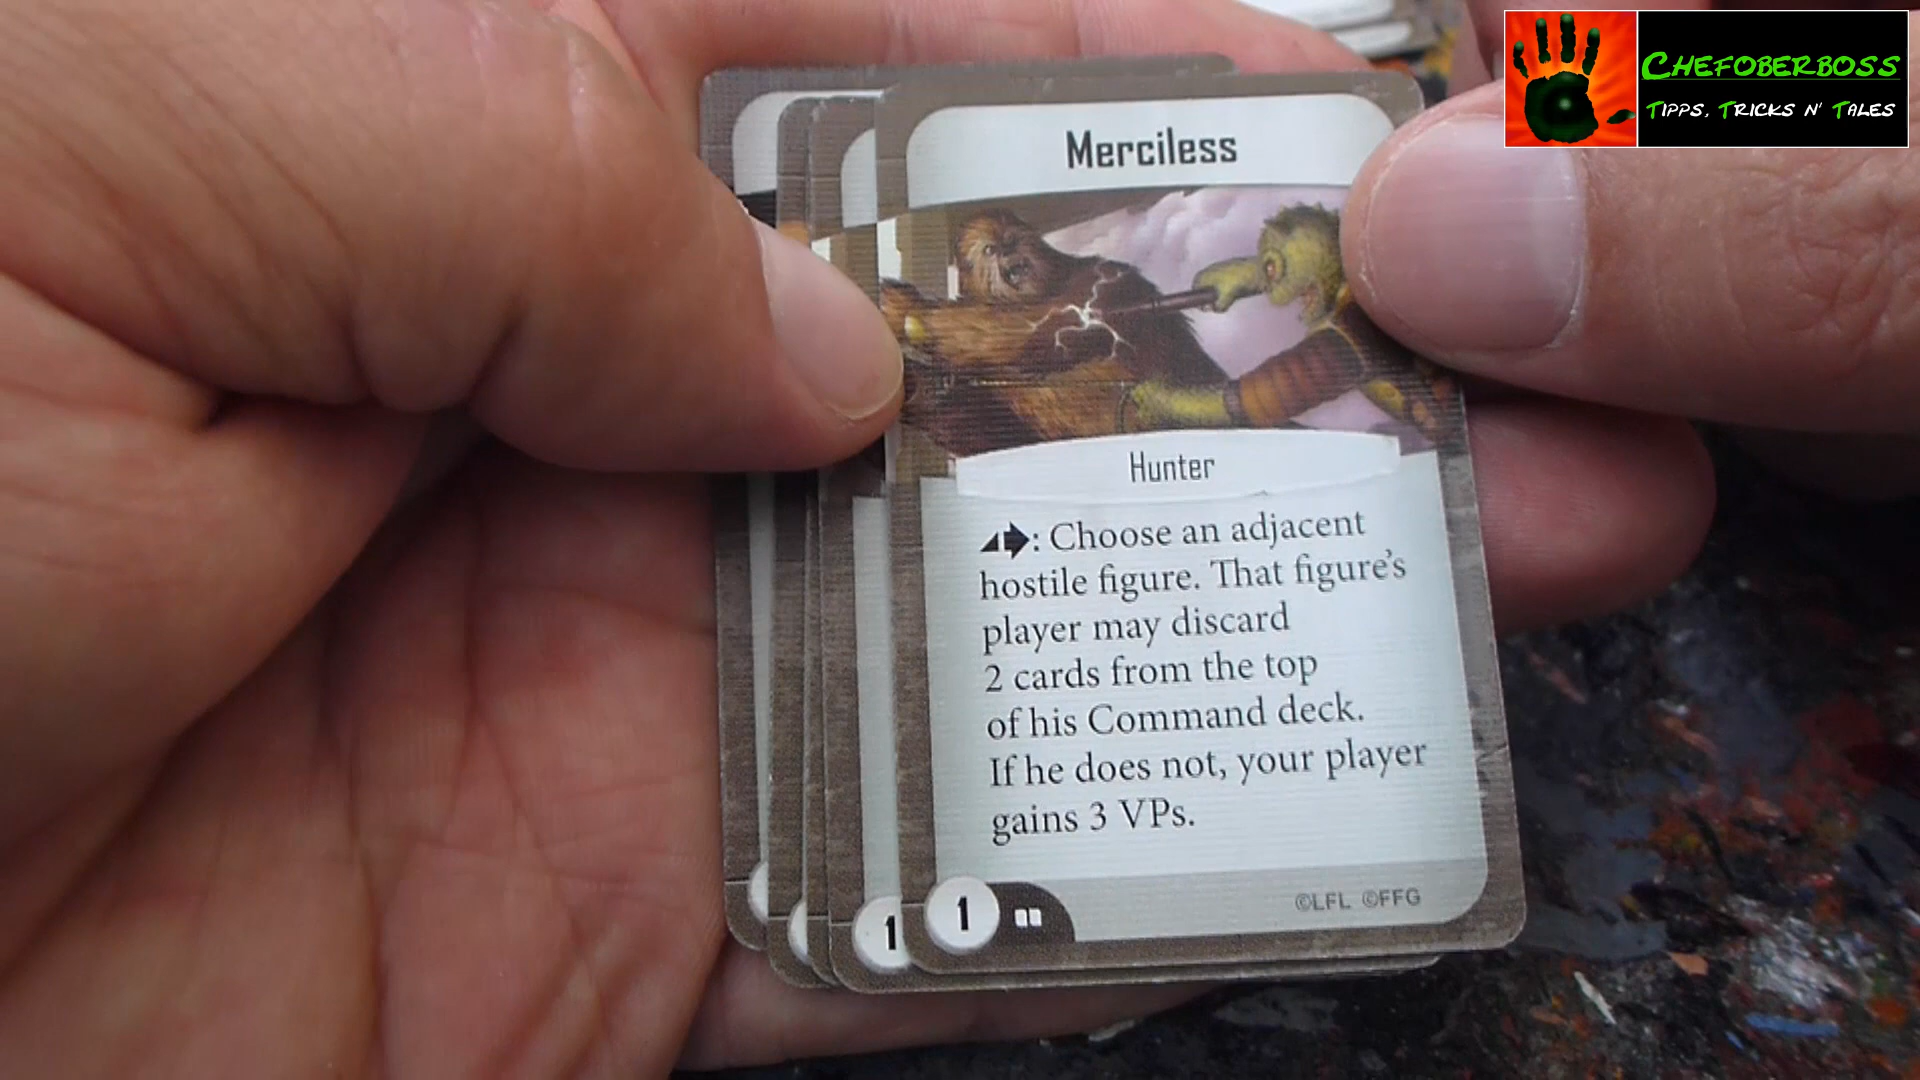 CHEFOBERBOSS
TIPPS, TRICKS N' TALES
Merciless
Hunter
: Choose an adjacent
hostile figure. That figure's
player may discard
2 cards from the top
of his Command deck.
If he does not, your player
gains 3 VPs.
1
1
©LFL ©FFG